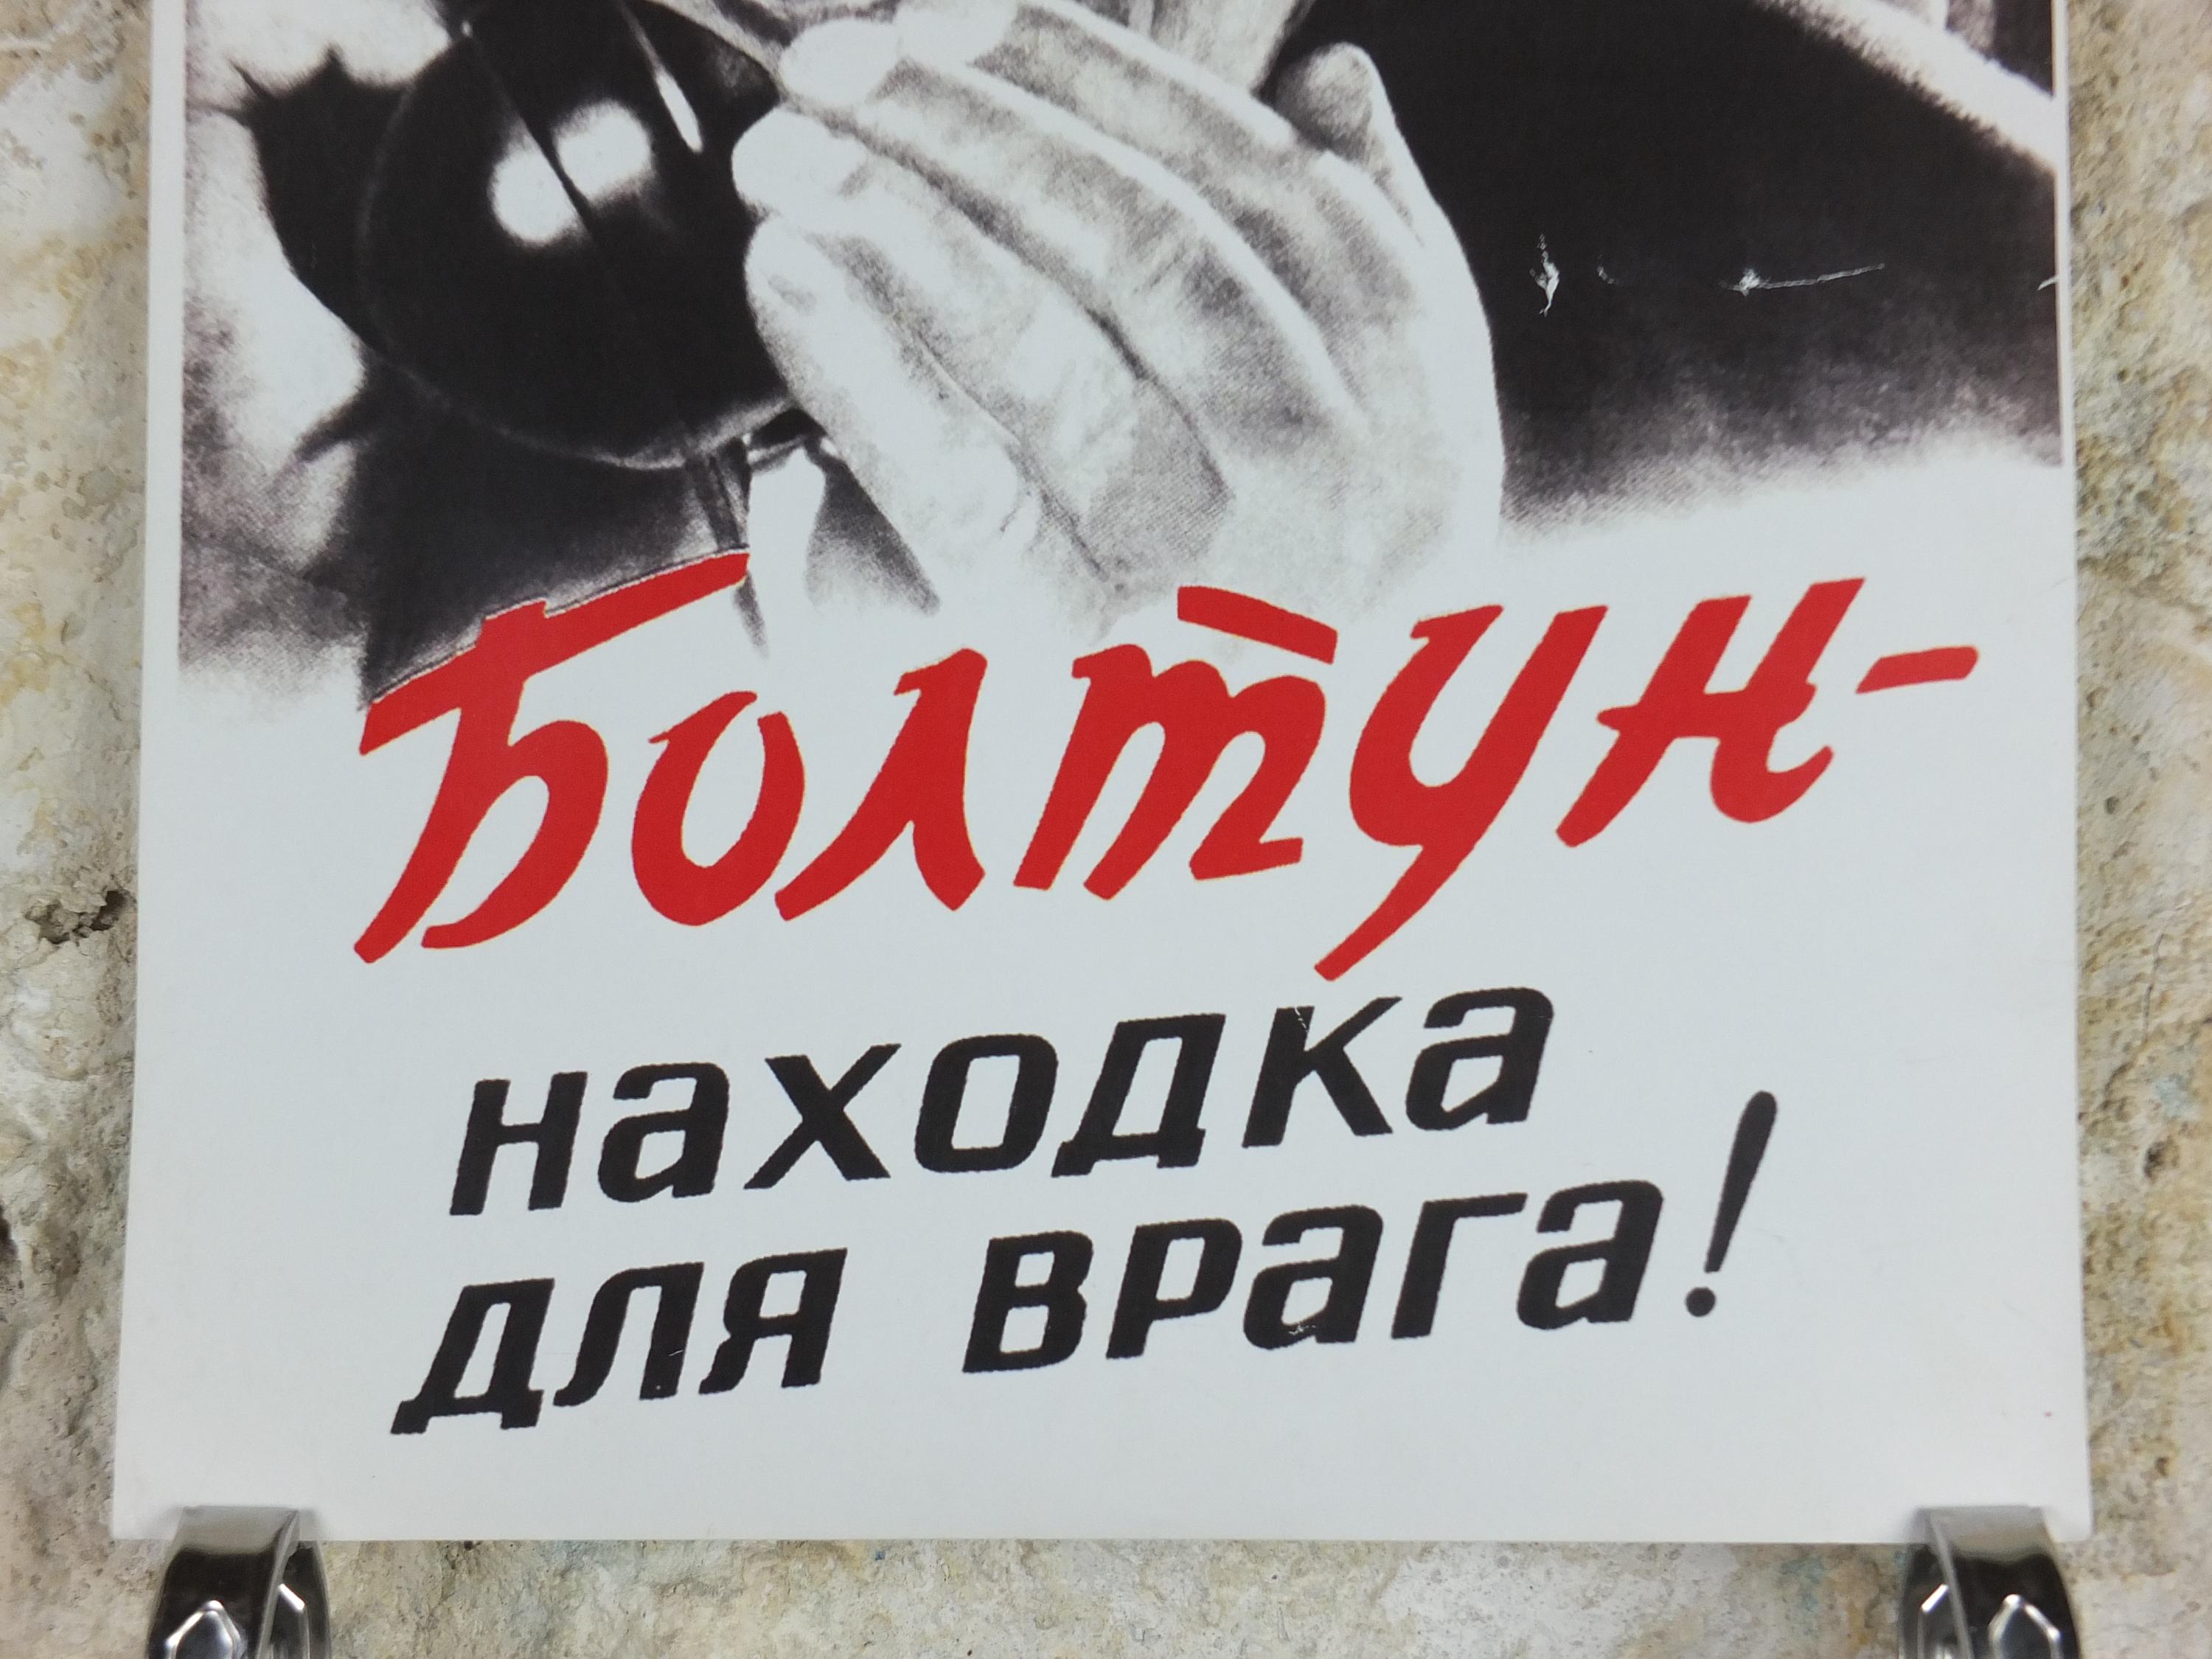 Болтун-
находка
для врага!